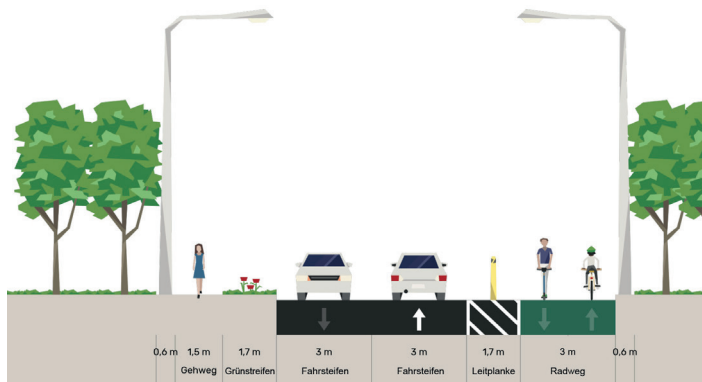 0,6 m
1,5 m
1,7 m
3 m
3 m
1,7 m
3 m
0,6 m
Gehweg
Grünstreifen
Fahrsteifen
Fahrsteifen
Leitplanke
Radweg